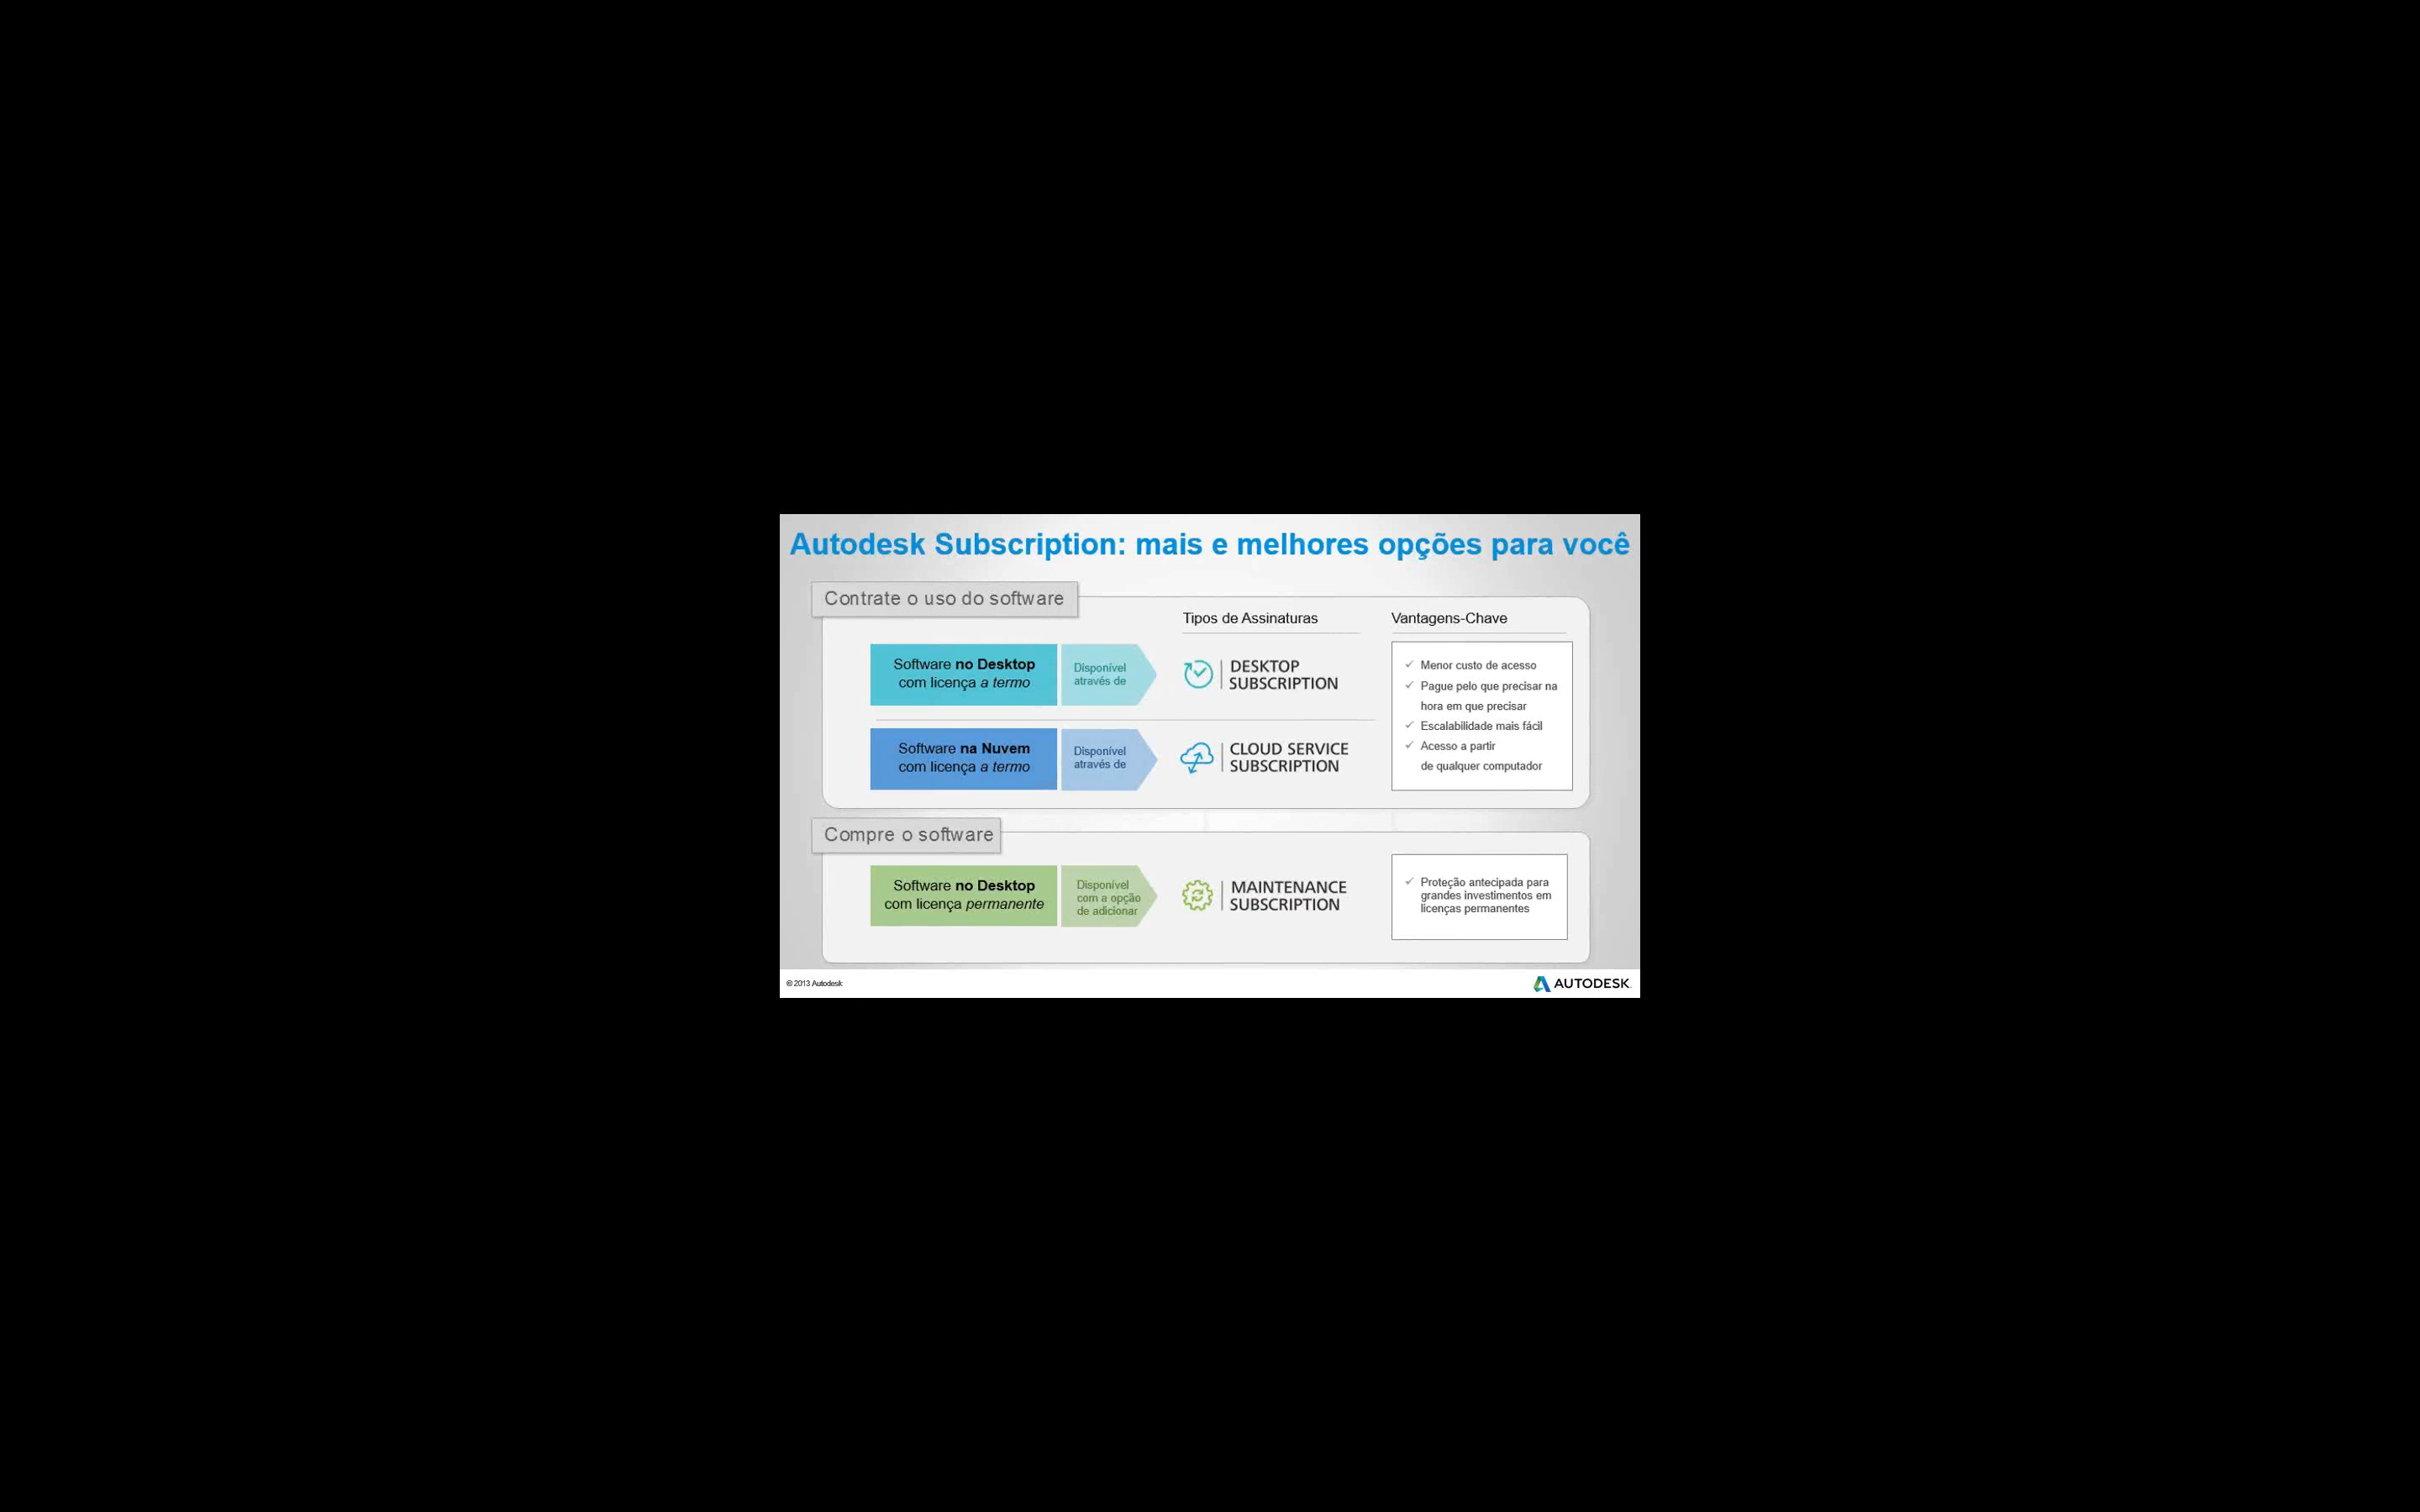 Autodesk Subscription: mais e melhores opções para você
Contrate o uso do software
Tipos de Assinaturas
Vantagens-Chave
Software no Desktop
com licença a termo
Disponível
através de
DESKTOP
SUBSCRIPTION
Software na Nuvem
com licença a termo
Disponível
através de
CLOUD SERVICE
SUBSCRIPTION
✓ Menor custo de acesso
✓ Pague pelo que precisar na
hora em que precisar
✓ Escalabilidade mais fácil
✓ Acesso a partir
de qualquer computador
Compre o software
Software no Desktop
com licença permanente
Disponível
com a opção
de adicionar
MAINTENANCE
SUBSCRIPTION
✓ Proteção antecipada para
grandes investimentos em
licenças permanentes
© 2013 Autodesk
AUTODESK